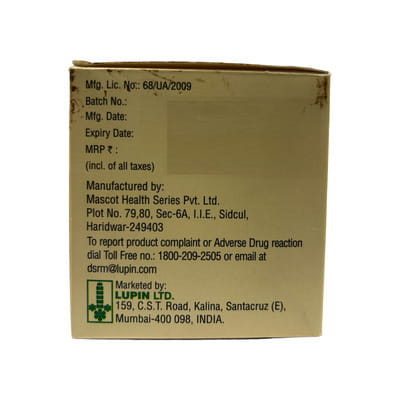 Mfg. Lic. No.: 68/UA/2009
Batch No.:
Mfg. Date:
Expiry Date:
MRP ₹ :
(incl. of all taxes)
Manufactured by:
Mascot Health Series Pvt. Ltd.
Plot No. 79,80, Sec-6A, I.I.E., Sidcul,
Haridwar-249403
To report product complaint or Adverse Drug reaction
dial Toll Free no.: 1800-209-2505 or email at
dsrm@lupin.com
Marketed by:
LUPIN LTD.
159, C.S.T. Road, Kalina, Santacruz (E),
Mumbai-400 098, INDIA.